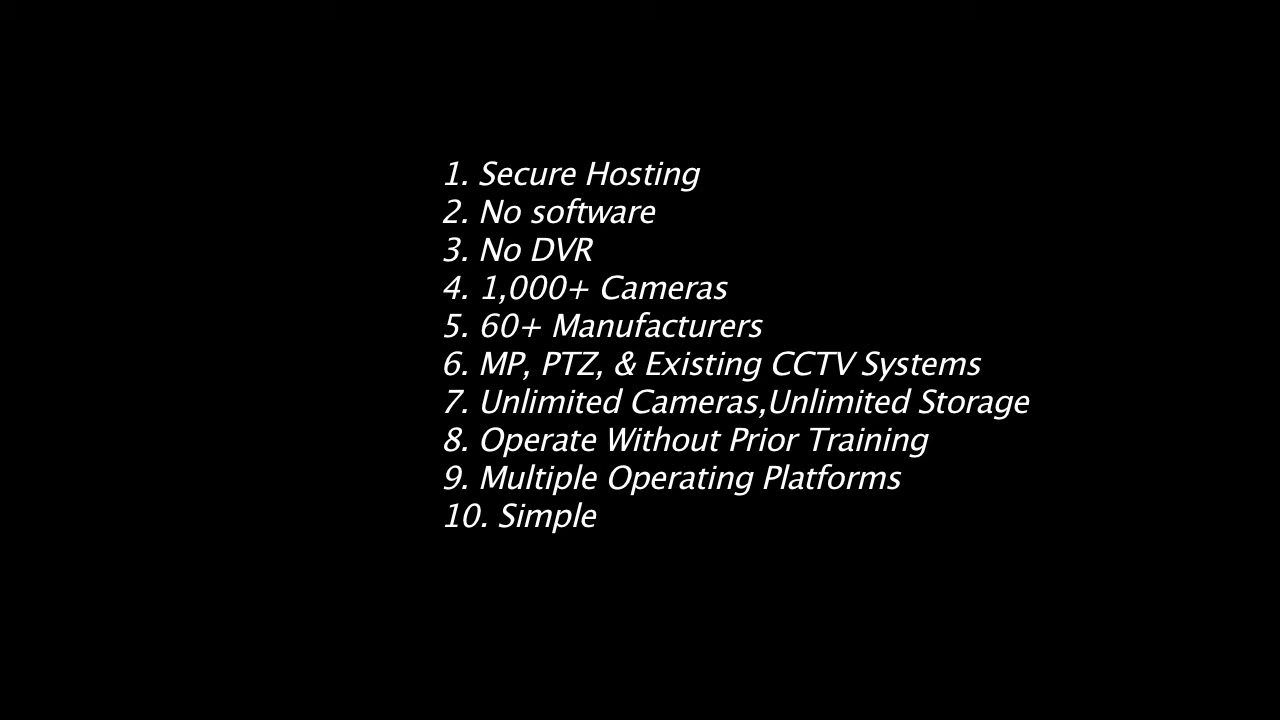 1. Secure Hosting
2. No software
3. No DVR
4. 1,000+ Cameras
5. 60+ Manufacturers
6. MP, PTZ, & Existing CCTV Systems
7. Unlimited Cameras,Unlimited Storage
8. Operate Without Prior Training
9. Multiple Operating Platforms
10. Simple